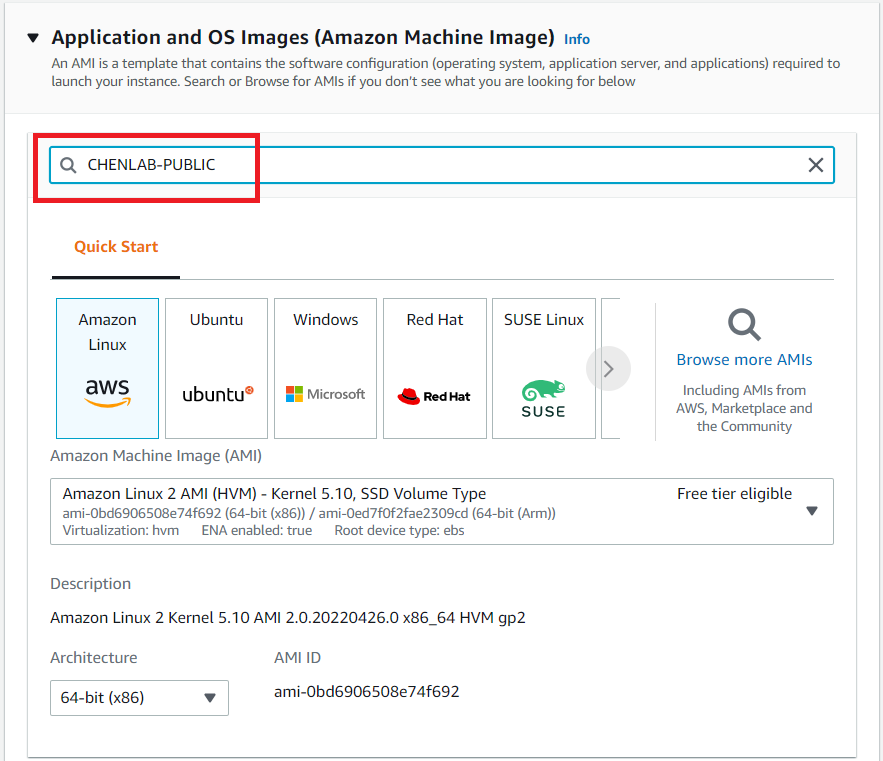 Application and OS Images (Amazon Machine Image) Info
An AMI is a template that contains the software configuration (operating system, application server, and applications) required to
launch your instance. Search or Browse for AMIs if you don’t see what you are looking for below
CHENLAB-PUBLIC
Quick Start
Amazon
Linux
aws
Ubuntu
ubuntu
Windows
Microsoft
Red Hat
Red Hat
SUSE Linux
SUSE
Browse more AMIs
Including AMIs from
AWS, Marketplace and
the Community
Amazon Machine Image (AMI)
Amazon Linux 2 AMI (HVM) - Kernel 5.10, SSD Volume Type Free tier eligible
ami-0bd6906508e74f692 (64-bit (x86)) / ami-0ed7f0f2fae2309cd (64-bit (Arm))
Virtualization: hvm ENA enabled: true Root device type: ebs
Description
Amazon Linux 2 Kernel 5.10 AMI 2.0.20220426.0 x86_64 HVM gp2
Architecture AMI ID
64-bit (x86) ami-0bd6906508e74f692